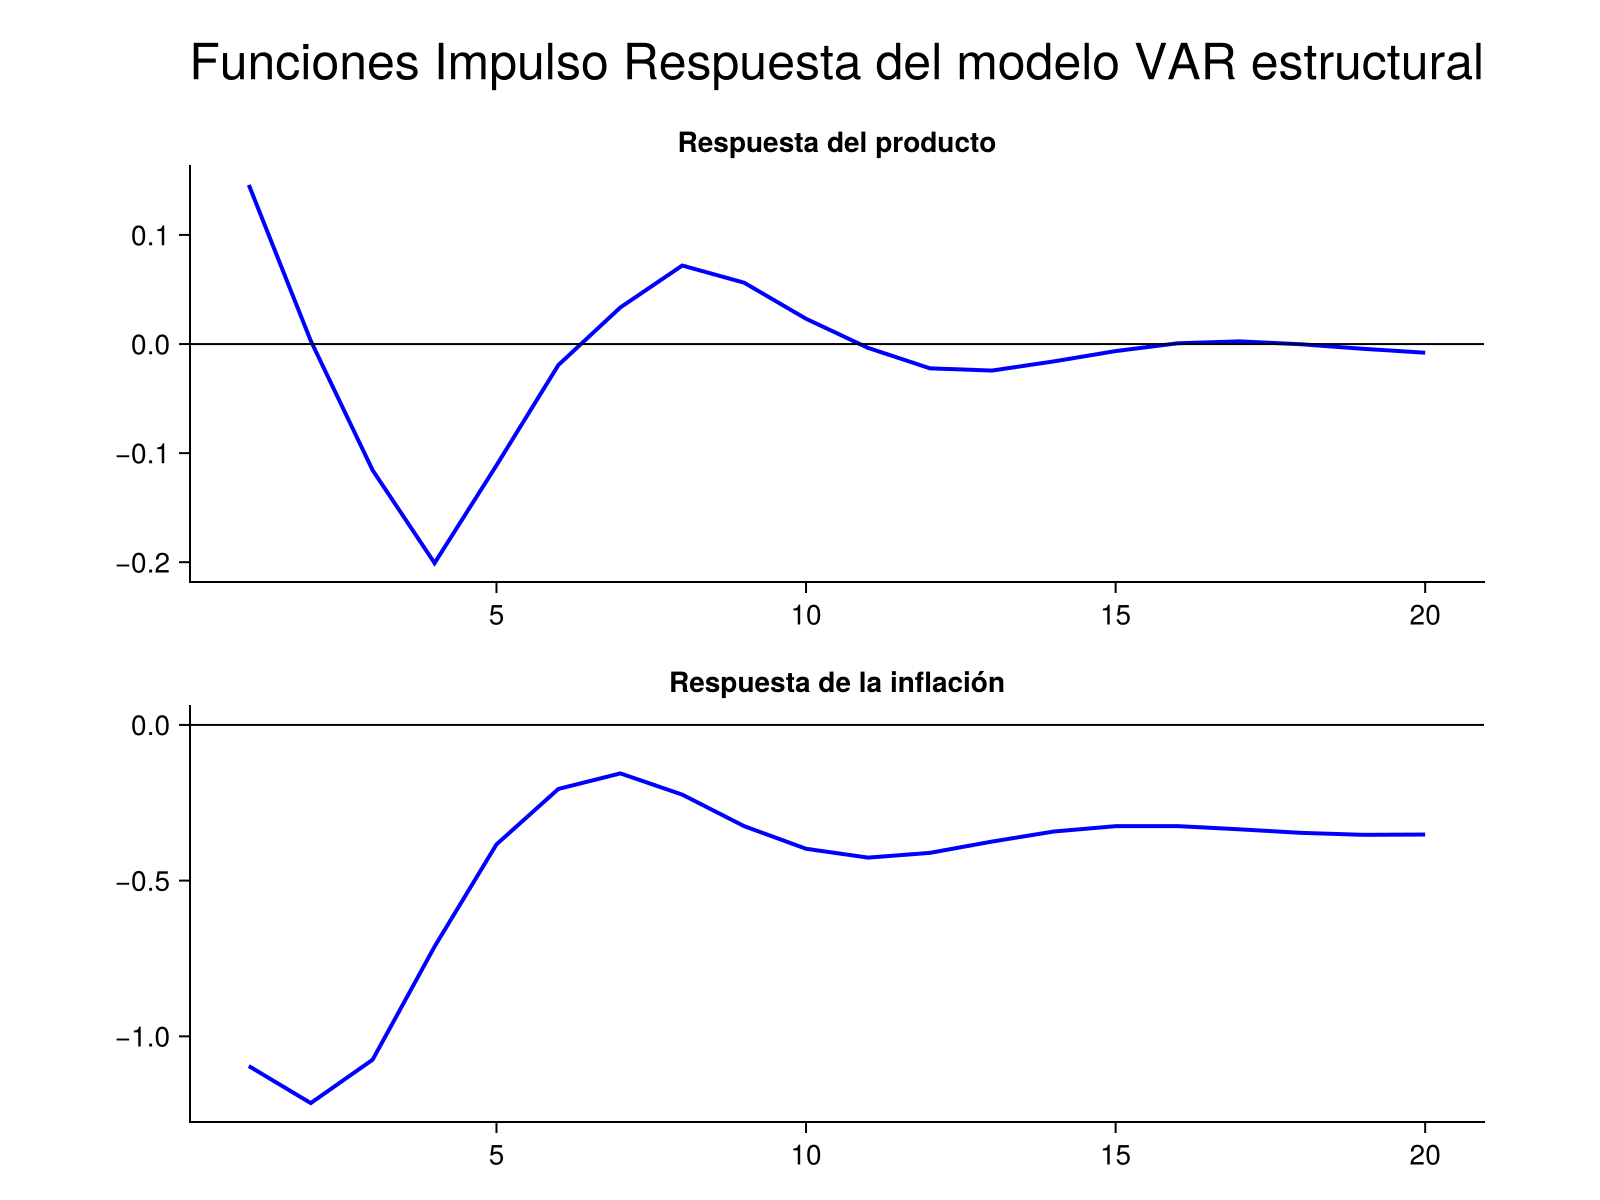 Funciones Impulso Respuesta del modelo VAR estructural
Respuesta del producto
0.1
0.0
−0.1
−0.2
5 10 15 20
Respuesta de la inflación
0.0
−0.5
−1.0
5 10 15 20